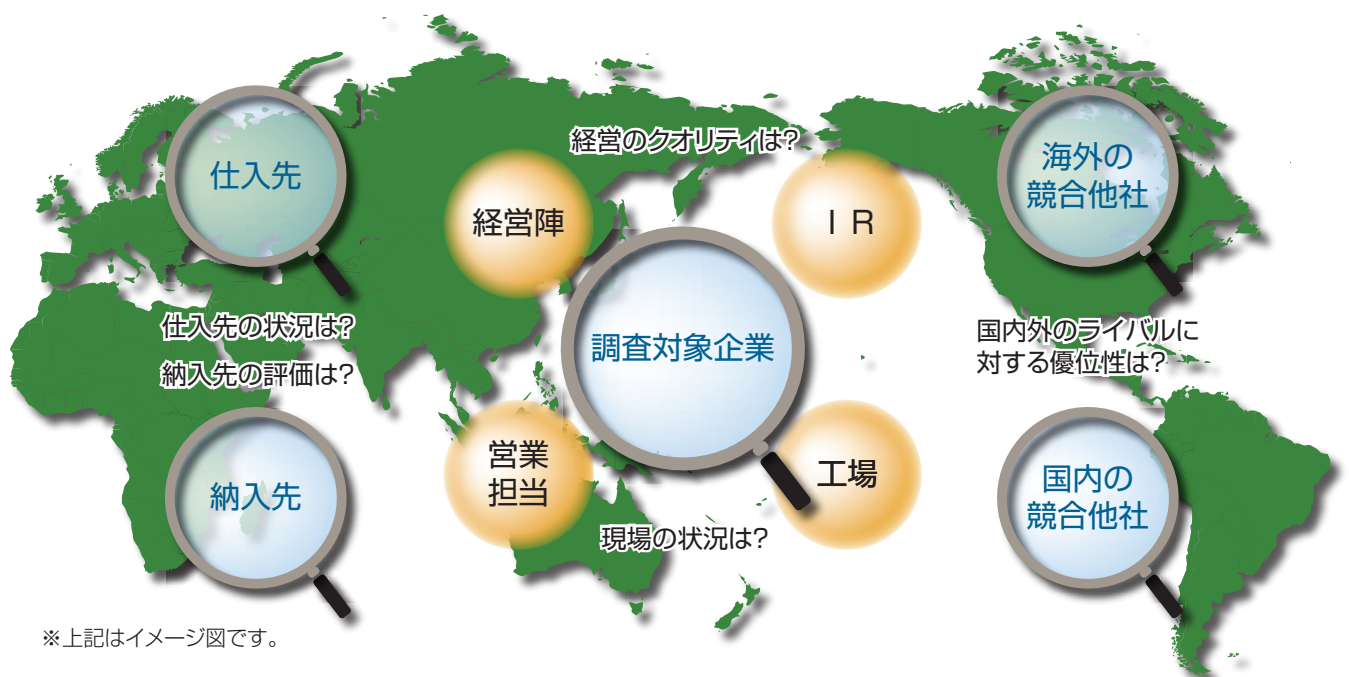 経営のクオリティは?
仕入先
経営陣
IR
海外の
競合他社
仕入先の状況は?
納入先の評価は?
調査対象企業
国内外のライバルに
対する優位性は?
納入先
営業
担当
工場
国内の
競合他社
現場の状況は?
※上記はイメージ図です。